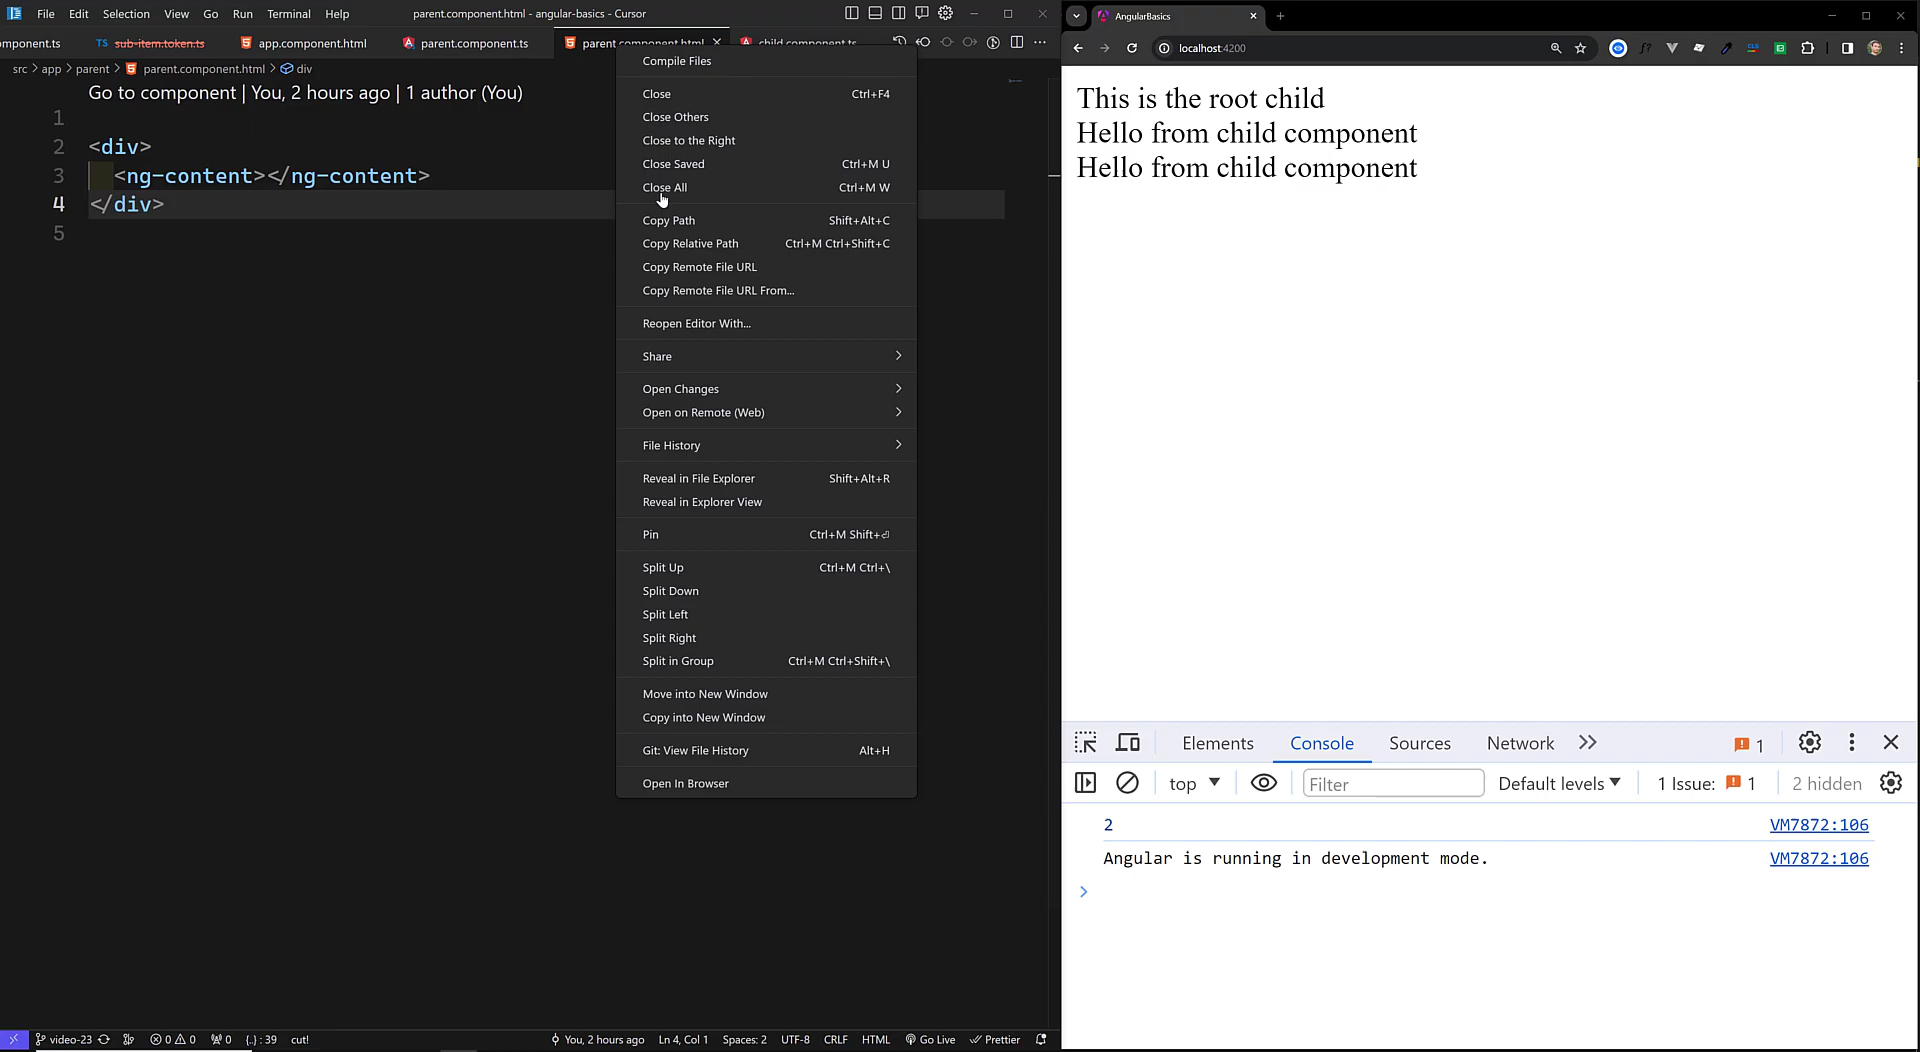 File Edit Selection View Go Run Terminal Help parent.component.html - angular-basics - Cursor
mponent.ts TS sub-item.token.ts app.component.html parent.component.ts parent.component.html child.component.ts
src > app > parent > parent.component.html > div
Go to component | You, 2 hours ago | 1 author (You)
1
2 <div>
3 <ng-content></ng-content>
4 </div>
5
Compile Files
Close Ctrl+F4
Close Others
Close to the Right
Close Saved Ctrl+M U
Close All Ctrl+M W
Copy Path Shift+Alt+C
Copy Relative Path Ctrl+M Ctrl+Shift+C
Copy Remote File URL
Copy Remote File URL From...
Reopen Editor With...
Share
Open Changes
Open on Remote (Web)
File History
Reveal in File Explorer Shift+Alt+R
Reveal in Explorer View
Pin Ctrl+M Shift+⏎
Split Up Ctrl+M Ctrl+\
Split Down
Split Left
Split Right
Split in Group Ctrl+M Ctrl+Shift+\
Move into New Window
Copy into New Window
Git: View File History Alt+H
Open In Browser
video-23 0 0 0 {..} : 39 cut! You, 2 hours ago Ln 4, Col 1 Spaces: 2 UTF-8 CRLF HTML Go Live Prettier
AngularBasics
localhost:4200
This is the root child
Hello from child component
Hello from child component
Elements Console Sources Network 1
top Filter Default levels 1 Issue: 1 2 hidden
2 VM7872:106
Angular is running in development mode. VM7872:106